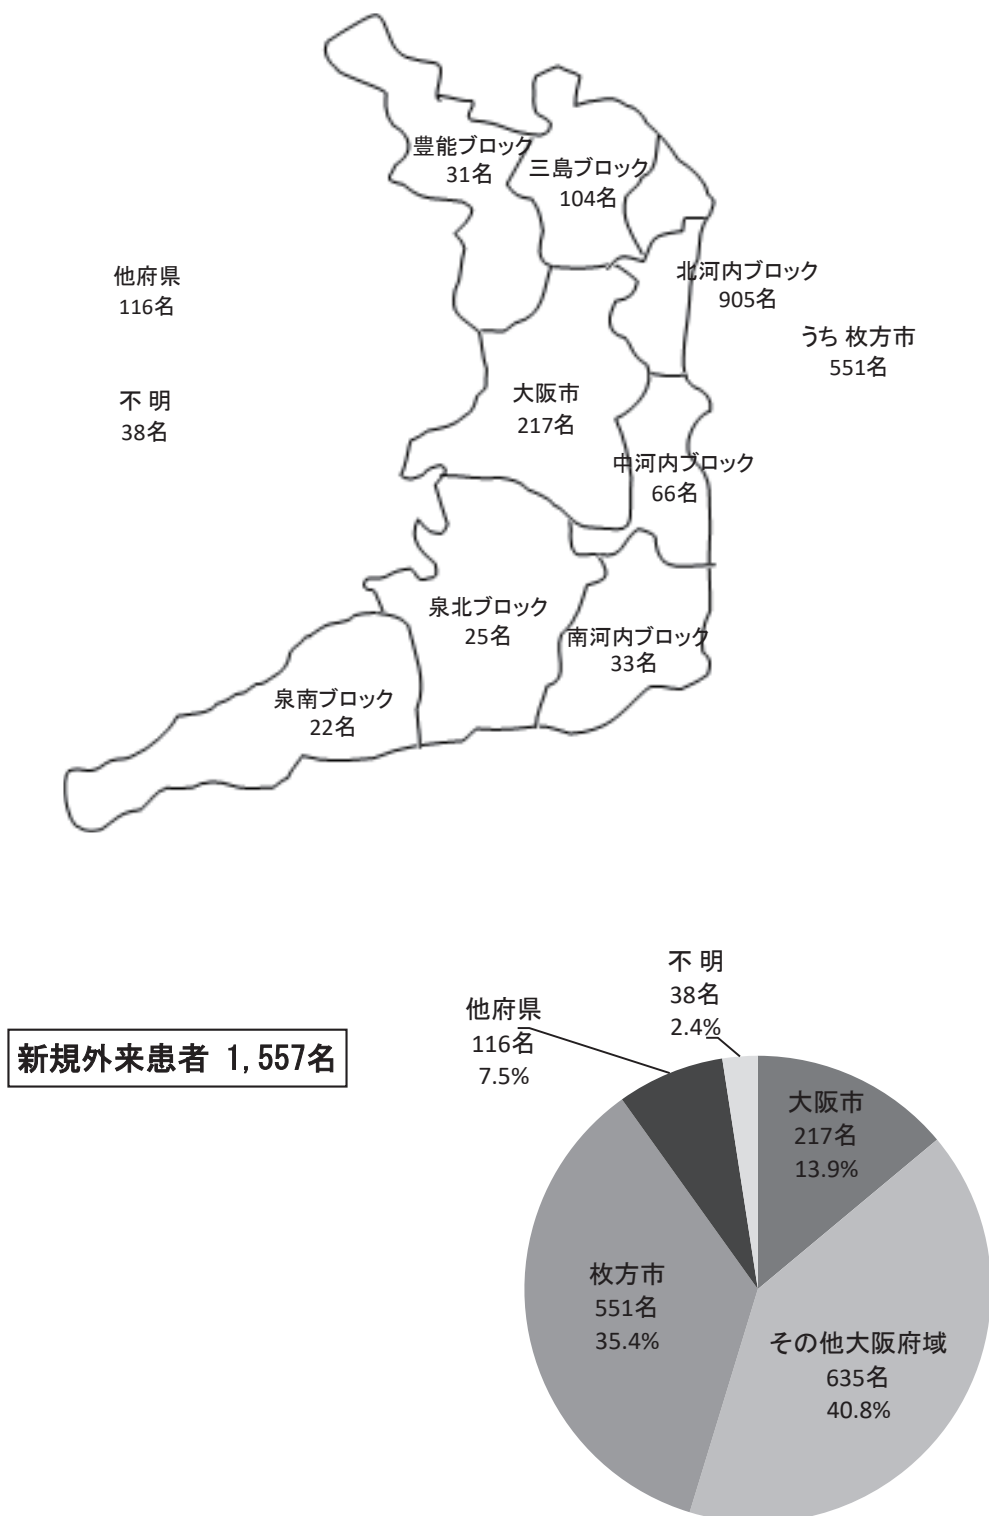 豊能ブロック
31名
三島ブロック
104名
他府県
116名
北河内ブロック
905名
うち 枚方市
551名
不 明
38名
大阪市
217名
中河内ブロック
66名
泉北ブロック
25名
南河内ブロック
33名
泉南ブロック
22名
新規外来患者 1,557名
不 明
38名
2.4%
他府県
116名
7.5%
大阪市
217名
13.9%
枚方市
551名
35.4%
その他大阪府域
635名
40.8%